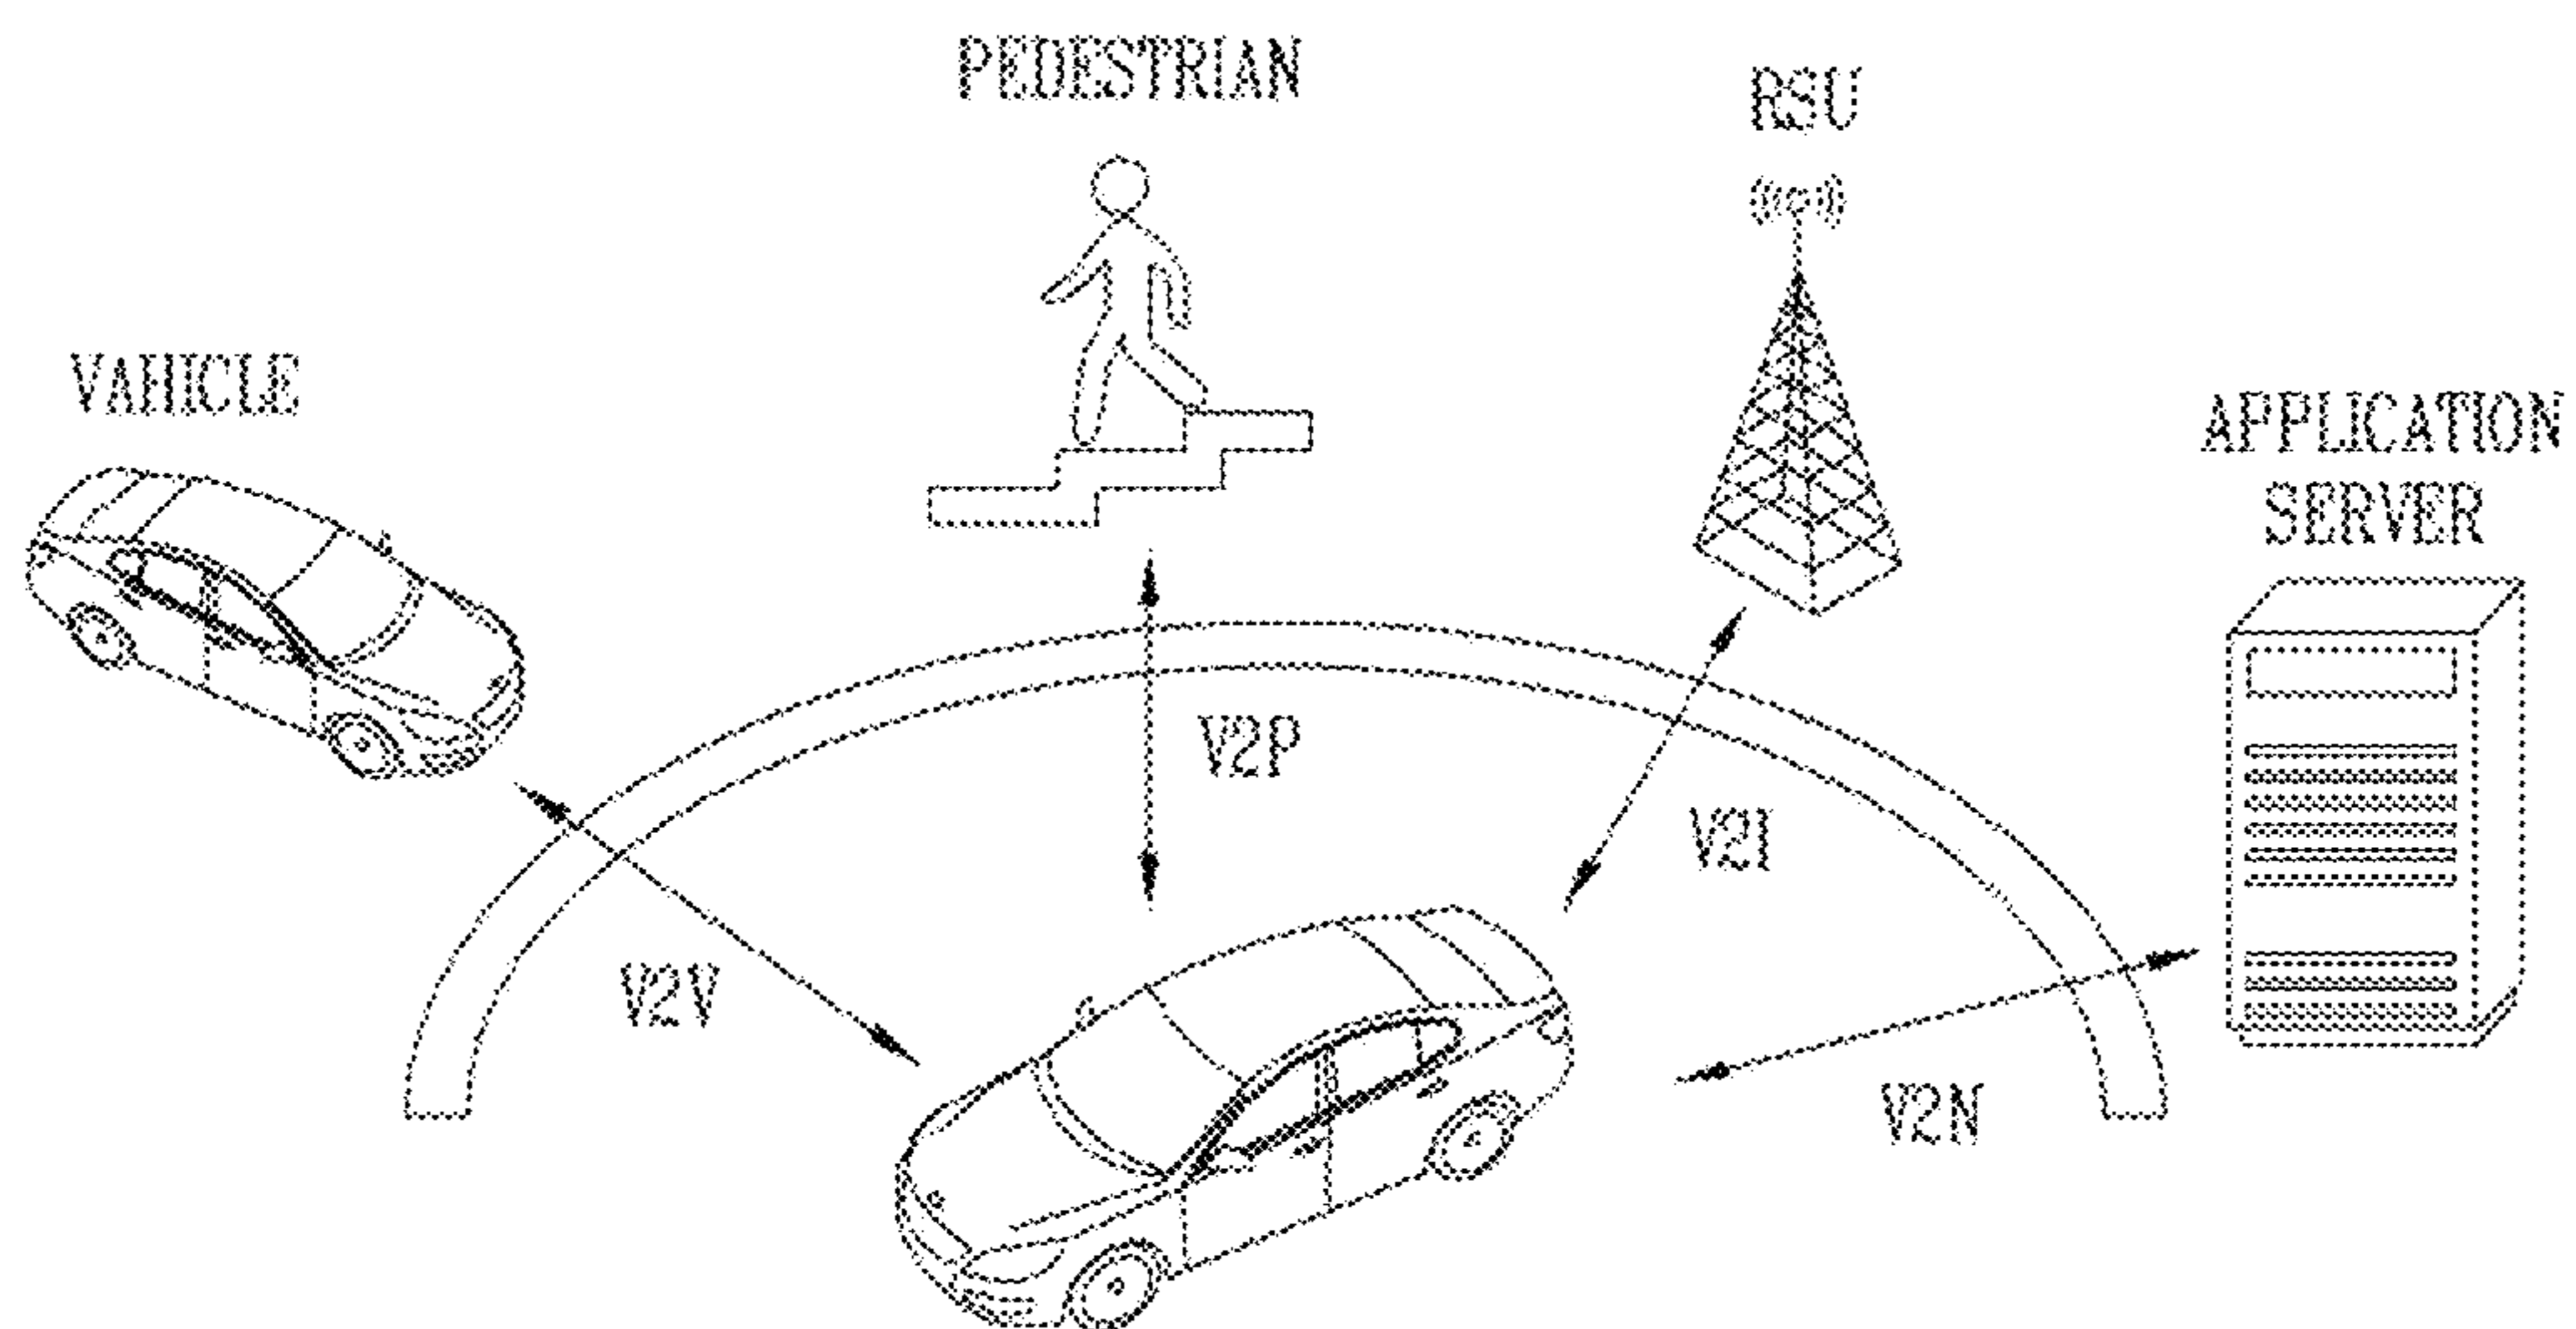 PEDESTRIAN
RSU
VAHICLE
APPLICATION
SERVER
V2P
V2I
V2V
V2N